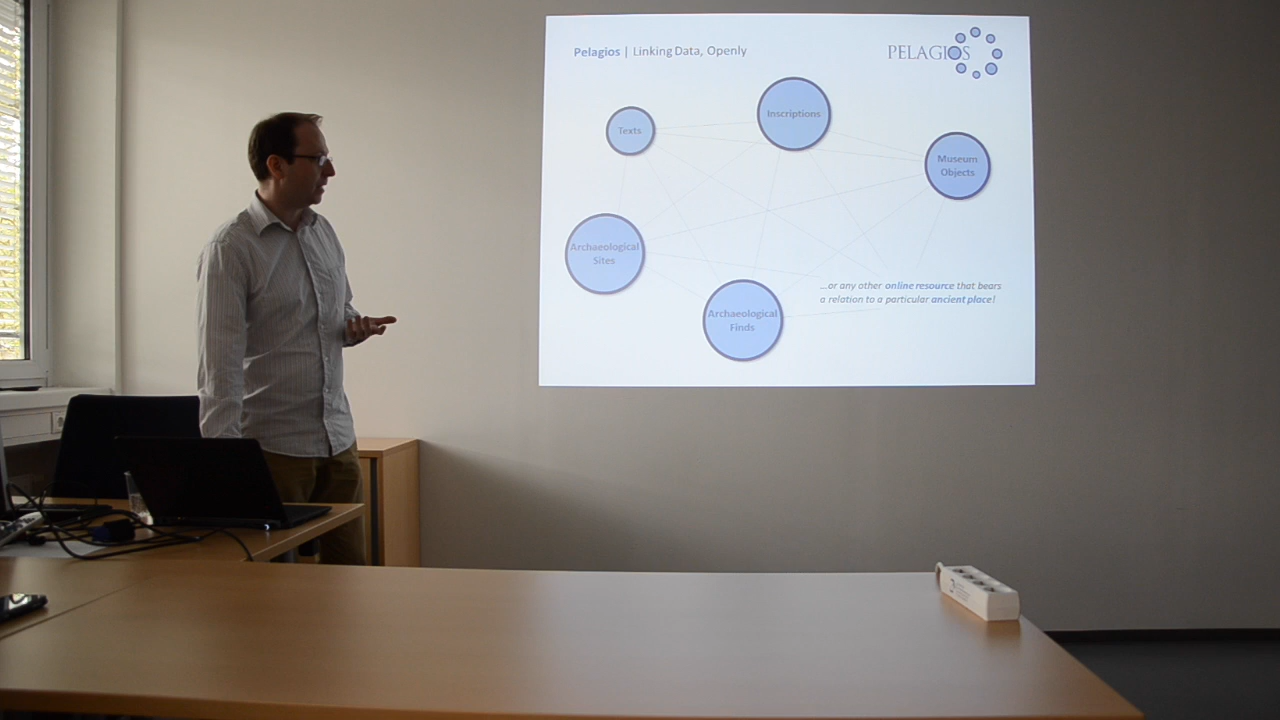 Pelagios | Linking Data, Openly
PELAGIOS
Texts
Inscriptions
Museum
Objects
Archaeological
Sites
Archaeological
Finds
...or any other online resource that bears
a relation to a particular ancient place!